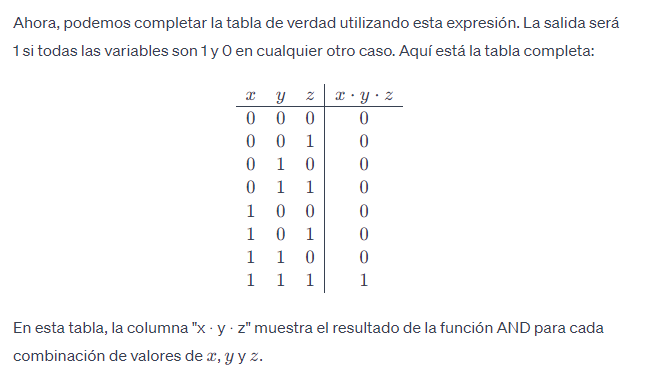 Ahora, podemos completar la tabla de verdad utilizando esta expresión. La salida será
1 si todas las variables son 1 y 0 en cualquier otro caso. Aquí está la tabla completa:
x y z x · y · z
0 0 0 0
0 0 1 0
0 1 0 0
0 1 1 0
1 0 0 0
1 0 1 0
1 1 0 0
1 1 1 1
En esta tabla, la columna "x · y · z" muestra el resultado de la función AND para cada
combinación de valores de x, y y z.